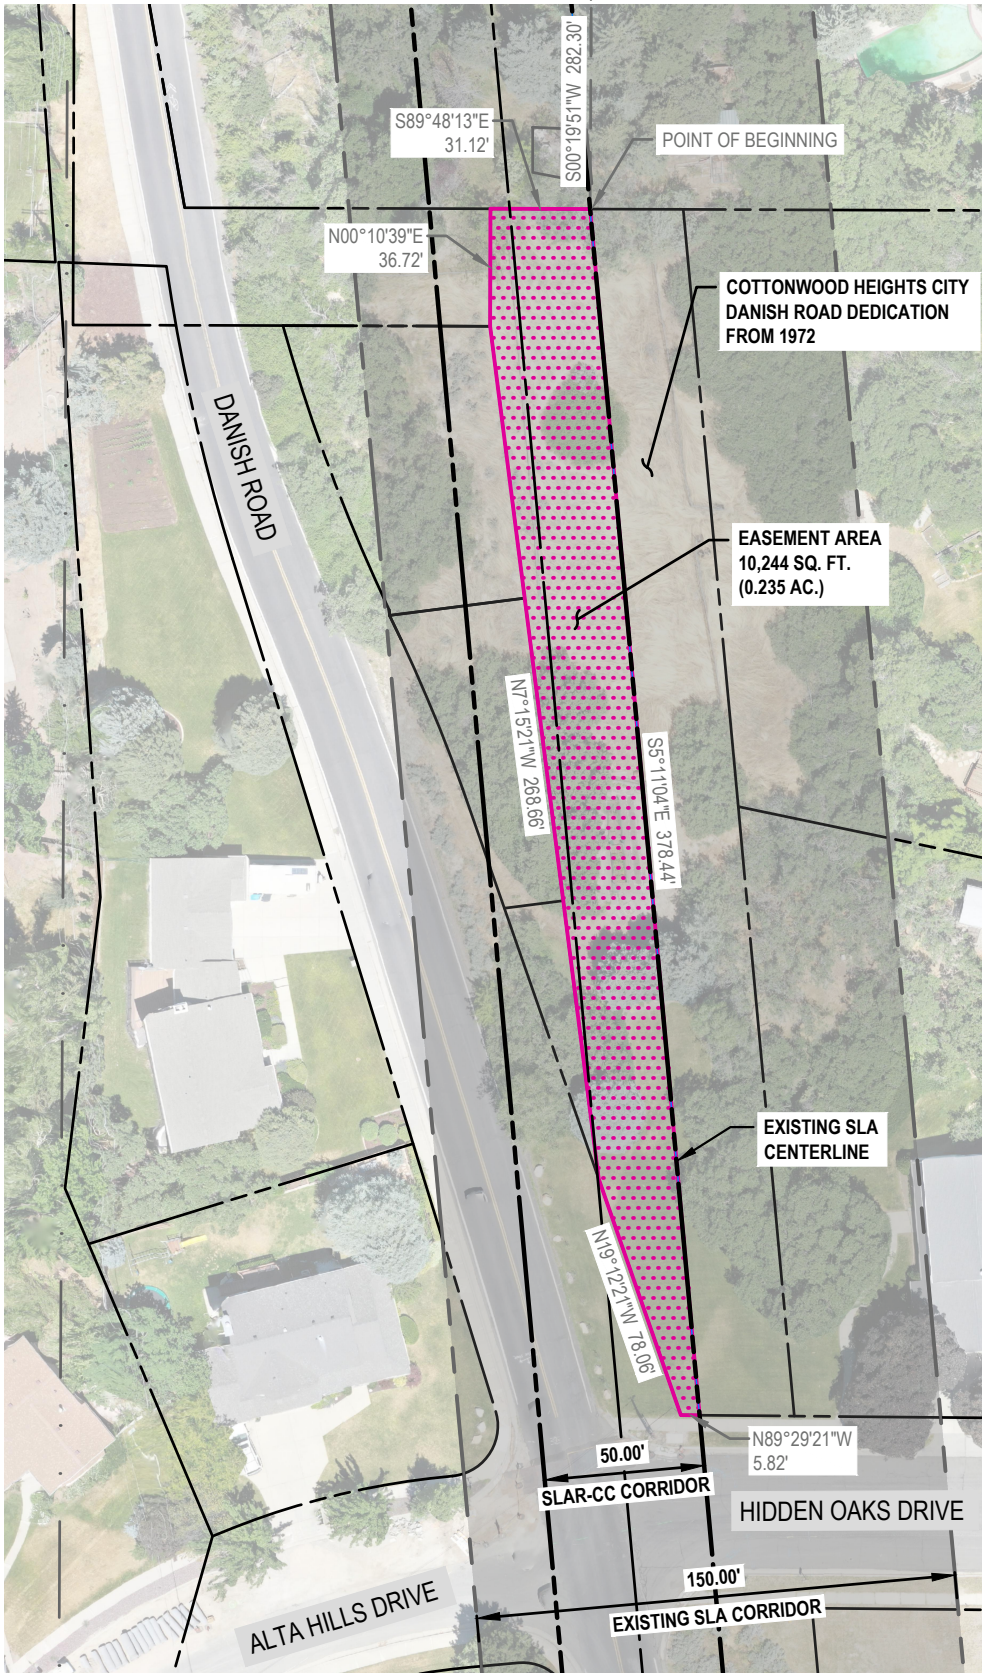 S00°19'51"W 282.30'
S89°48'13"E
31.12'
POINT OF BEGINNING
N00°10'39"E
36.72'
COTTONWOOD HEIGHTS CITY
DANISH ROAD DEDICATION
FROM 1972
DANISH ROAD
EASEMENT AREA
10,244 SQ. FT.
(0.235 AC.)
N7°15'21"W 268.66'
S5°11'04"E 378.44'
EXISTING SLA
CENTERLINE
N19°12'21"W 78.06'
N89°29'21"W
5.82'
50.00'
SLAR-CC CORRIDOR
HIDDEN OAKS DRIVE
150.00'
EXISTING SLA CORRIDOR
ALTA HILLS DRIVE